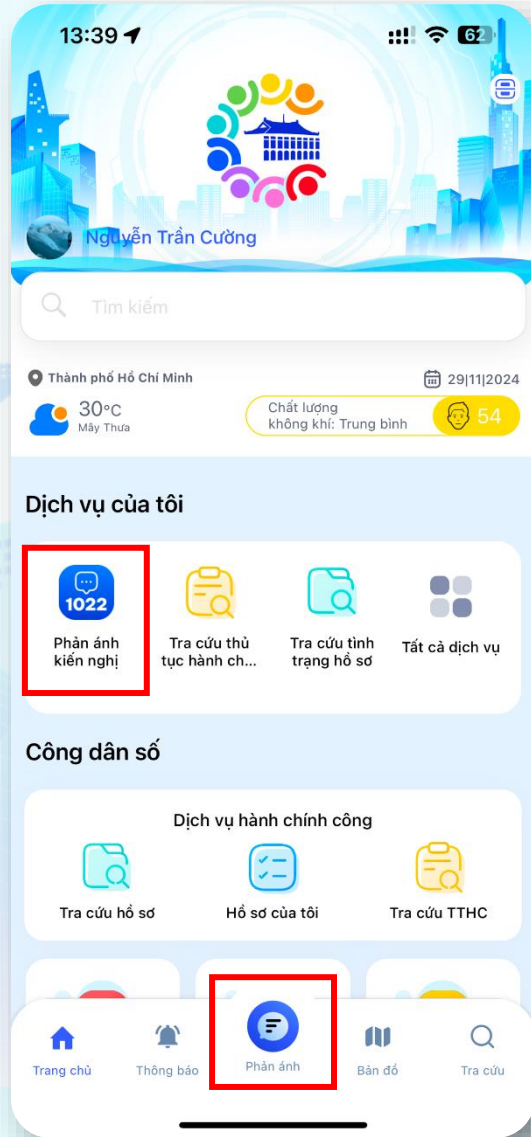 13:39
62
Nguyễn Trần Cường
Tìm kiếm
Thành phố Hồ Chí Minh
29|11|2024
30°C
Mây Thưa
Chất lượng
không khí: Trung bình
54
Dịch vụ của tôi
1022
Phản ánh
kiến nghị
Tra cứu thủ
tục hành ch...
Tra cứu tình
trạng hồ sơ
Tất cả dịch vụ
Công dân số
Dịch vụ hành chính công
Tra cứu hồ sơ
Hồ sơ của tôi
Tra cứu TTHC
Trang chủ
Thông báo
Phản ánh
Bản đồ
Tra cứu